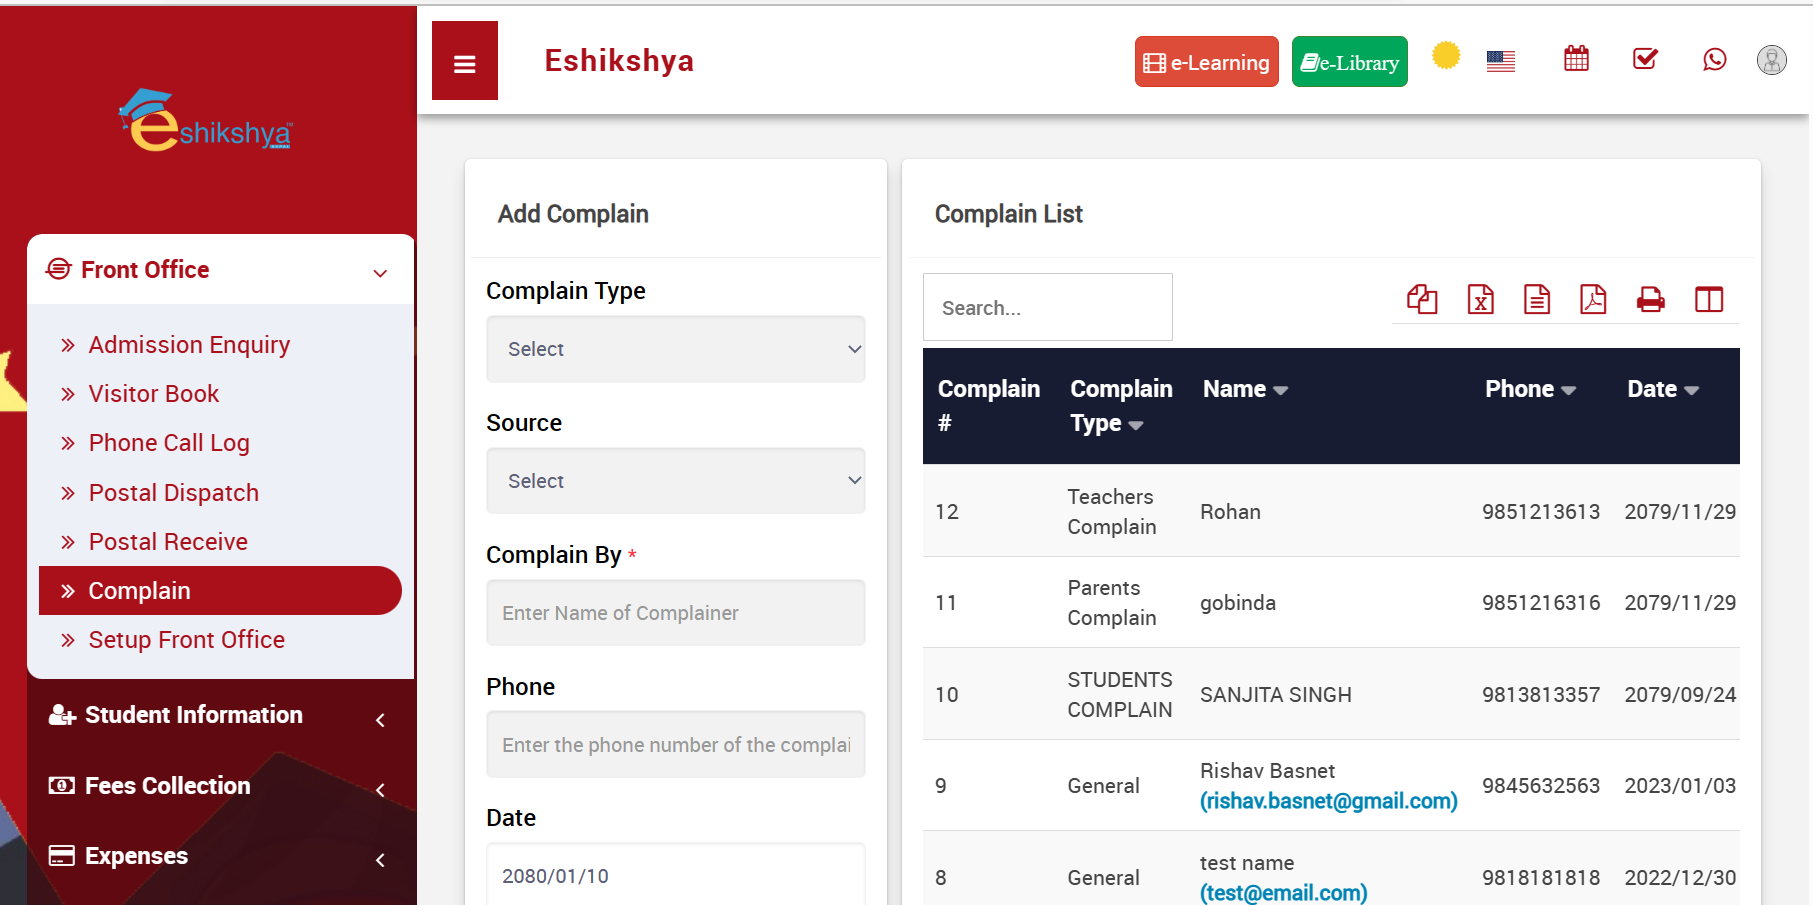 eshikshya
Eshikshya
e-Learning
e-Library
Front Office
Admission Enquiry
Visitor Book
Phone Call Log
Postal Dispatch
Postal Receive
Complain
Setup Front Office
Student Information
Fees Collection
Expenses
Add Complain
Complain Type
Select
Source
Select
Complain By *
Enter Name of Complainer
Phone
Enter the phone number of the complai
Date
2080/01/10
Complain List
Search...
Complain # Complain Type Name Phone Date
12 Teachers Complain Rohan 9851213613 2079/11/29
11 Parents Complain gobinda 9851216316 2079/11/29
10 STUDENTS COMPLAIN SANJITA SINGH 9813813357 2079/09/24
9 General Rishav Basnet (rishav.basnet@gmail.com) 9845632563 2023/01/03
8 General test name (test@email.com) 9818181818 2022/12/30